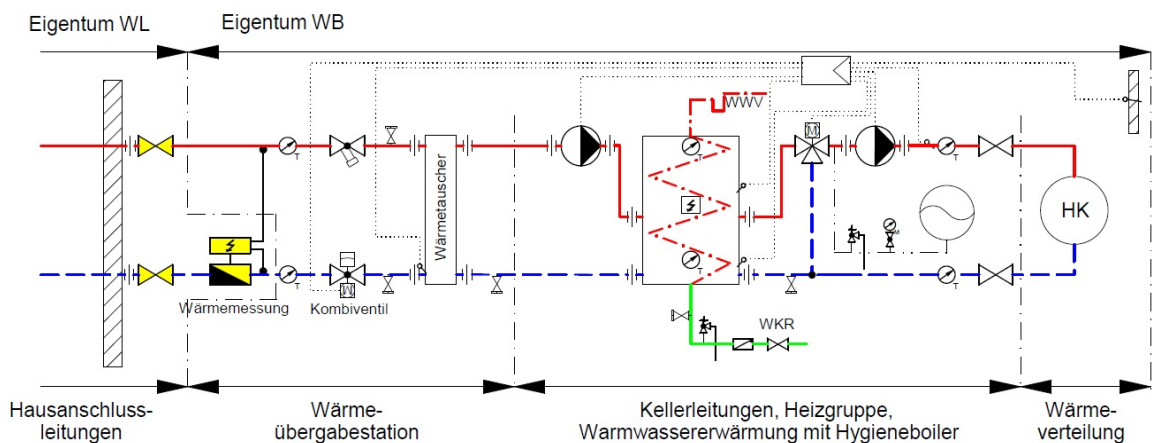 Eigentum WL
Eigentum WB
WWV
M
T
T
T
Wärmetauscher
HK
M
T
T
T
W
Wärmemessung
Kombiventil
WKR
Hausanschluss-
leitungen
Wärme-
übergabestation
Kellerleitungen, Heizgruppe,
Warmwassererwärmung mit Hygieneboiler
Wärme-
verteilung